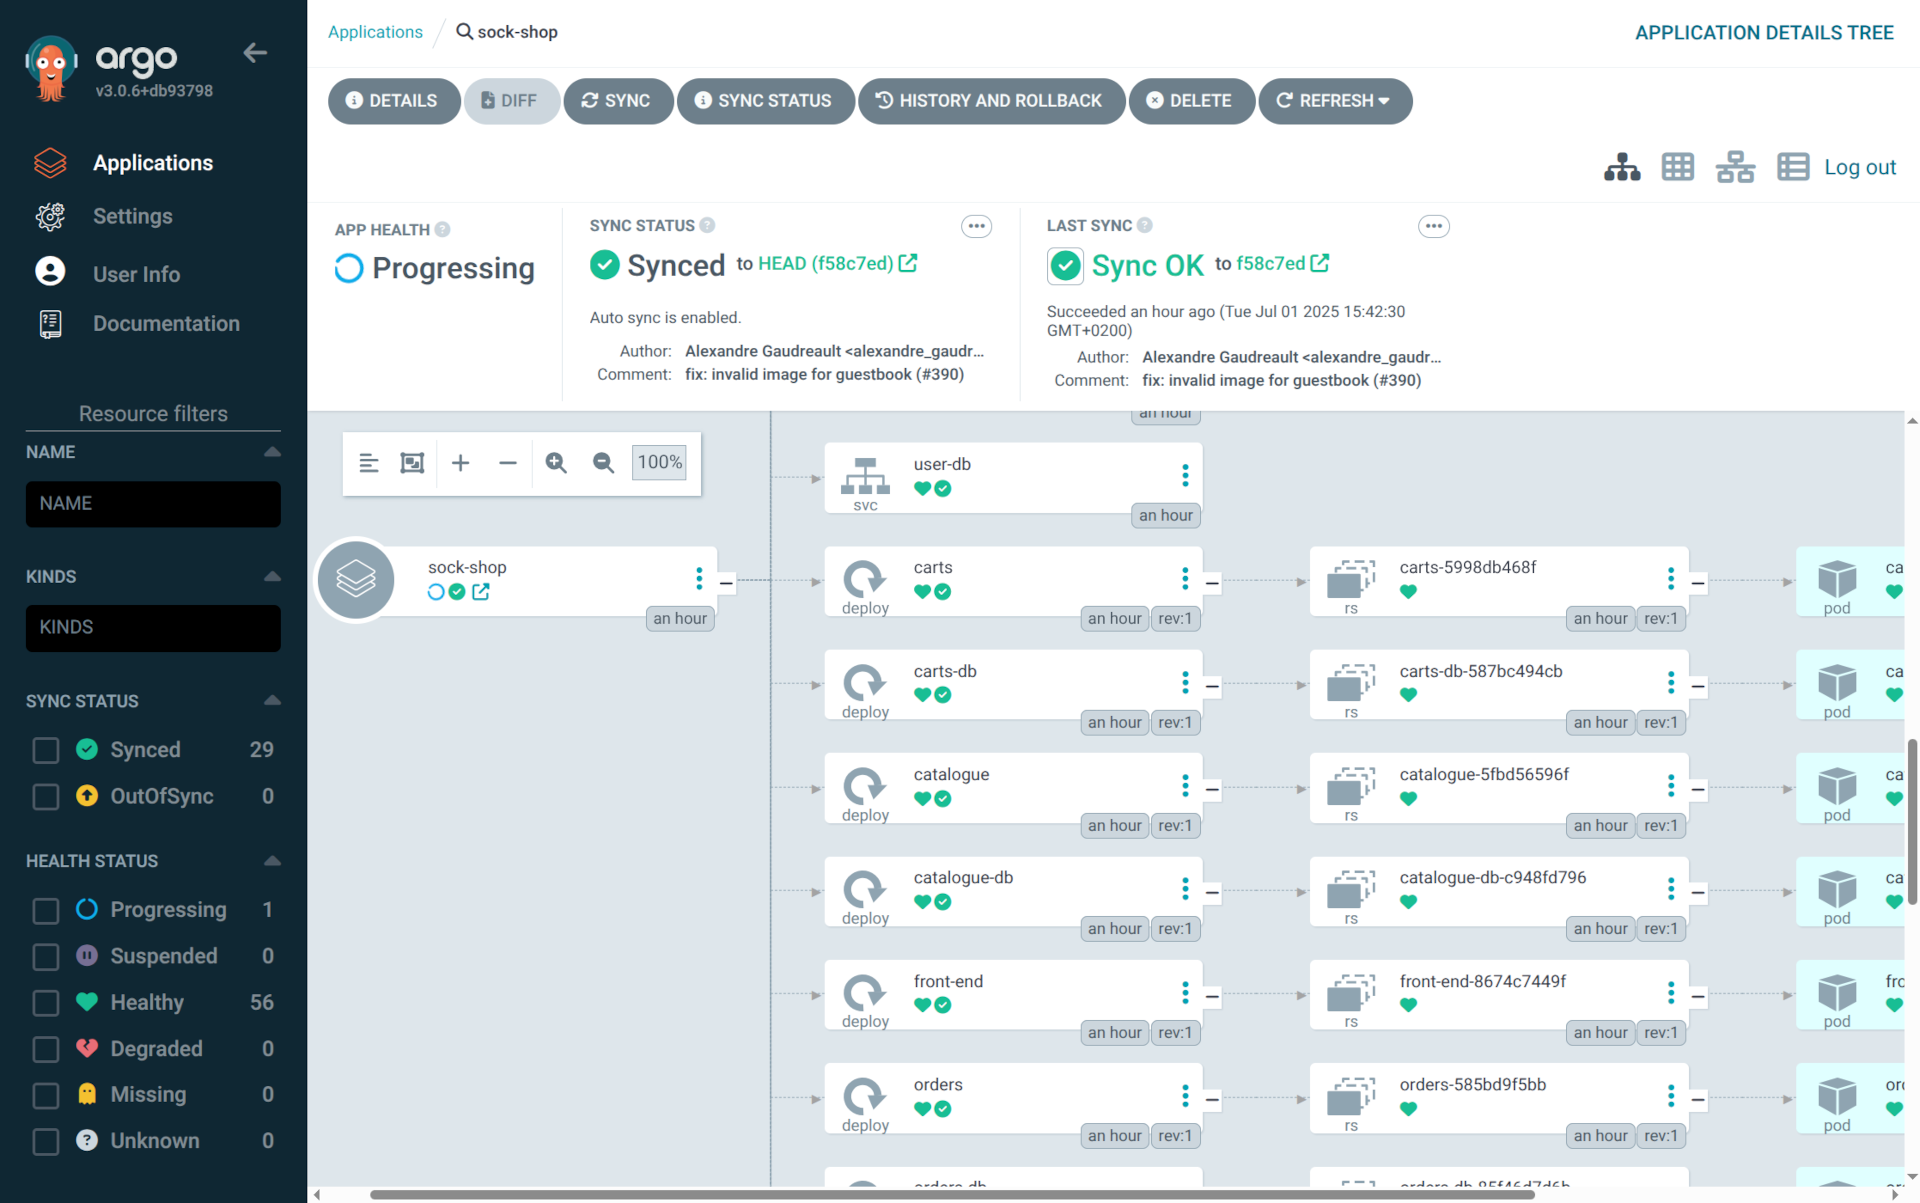 argo
v3.0.6+db93798
Applications
Settings
User Info
Documentation
Resource filters
NAME
NAME
KINDS
KINDS
SYNC STATUS
Synced 29
OutOfSync 0
HEALTH STATUS
Progressing 1
Suspended 0
Healthy 56
Degraded 0
Missing 0
Unknown 0
Applications / sock-shop
APPLICATION DETAILS TREE
DETAILS DIFF SYNC SYNC STATUS HISTORY AND ROLLBACK DELETE REFRESH
Log out
APP HEALTH
Progressing
SYNC STATUS
Synced to HEAD (f58c7ed)
Auto sync is enabled.
Author: Alexandre Gaudreault <alexandre_gaudr...
Comment: fix: invalid image for guestbook (#390)
LAST SYNC
Sync OK to f58c7ed
Succeeded an hour ago (Tue Jul 01 2025 15:42:30
GMT+0200)
Author: Alexandre Gaudreault <alexandre_gaudr...
Comment: fix: invalid image for guestbook (#390)
100%
an hour
sock-shop
an hour
user-db
svc
an hour
carts
deploy
an hour rev:1
carts-5998db468f
rs
an hour rev:1
ca
pod
carts-db
deploy
an hour rev:1
carts-db-587bc494cb
rs
an hour rev:1
ca
pod
catalogue
deploy
an hour rev:1
catalogue-5fbd56596f
rs
an hour rev:1
ca
pod
catalogue-db
deploy
an hour rev:1
catalogue-db-c948fd796
rs
an hour rev:1
ca
pod
front-end
deploy
an hour rev:1
front-end-8674c7449f
rs
an hour rev:1
fro
pod
orders
deploy
an hour rev:1
orders-585bd9f5bb
rs
an hour rev:1
ord
pod
orders-db